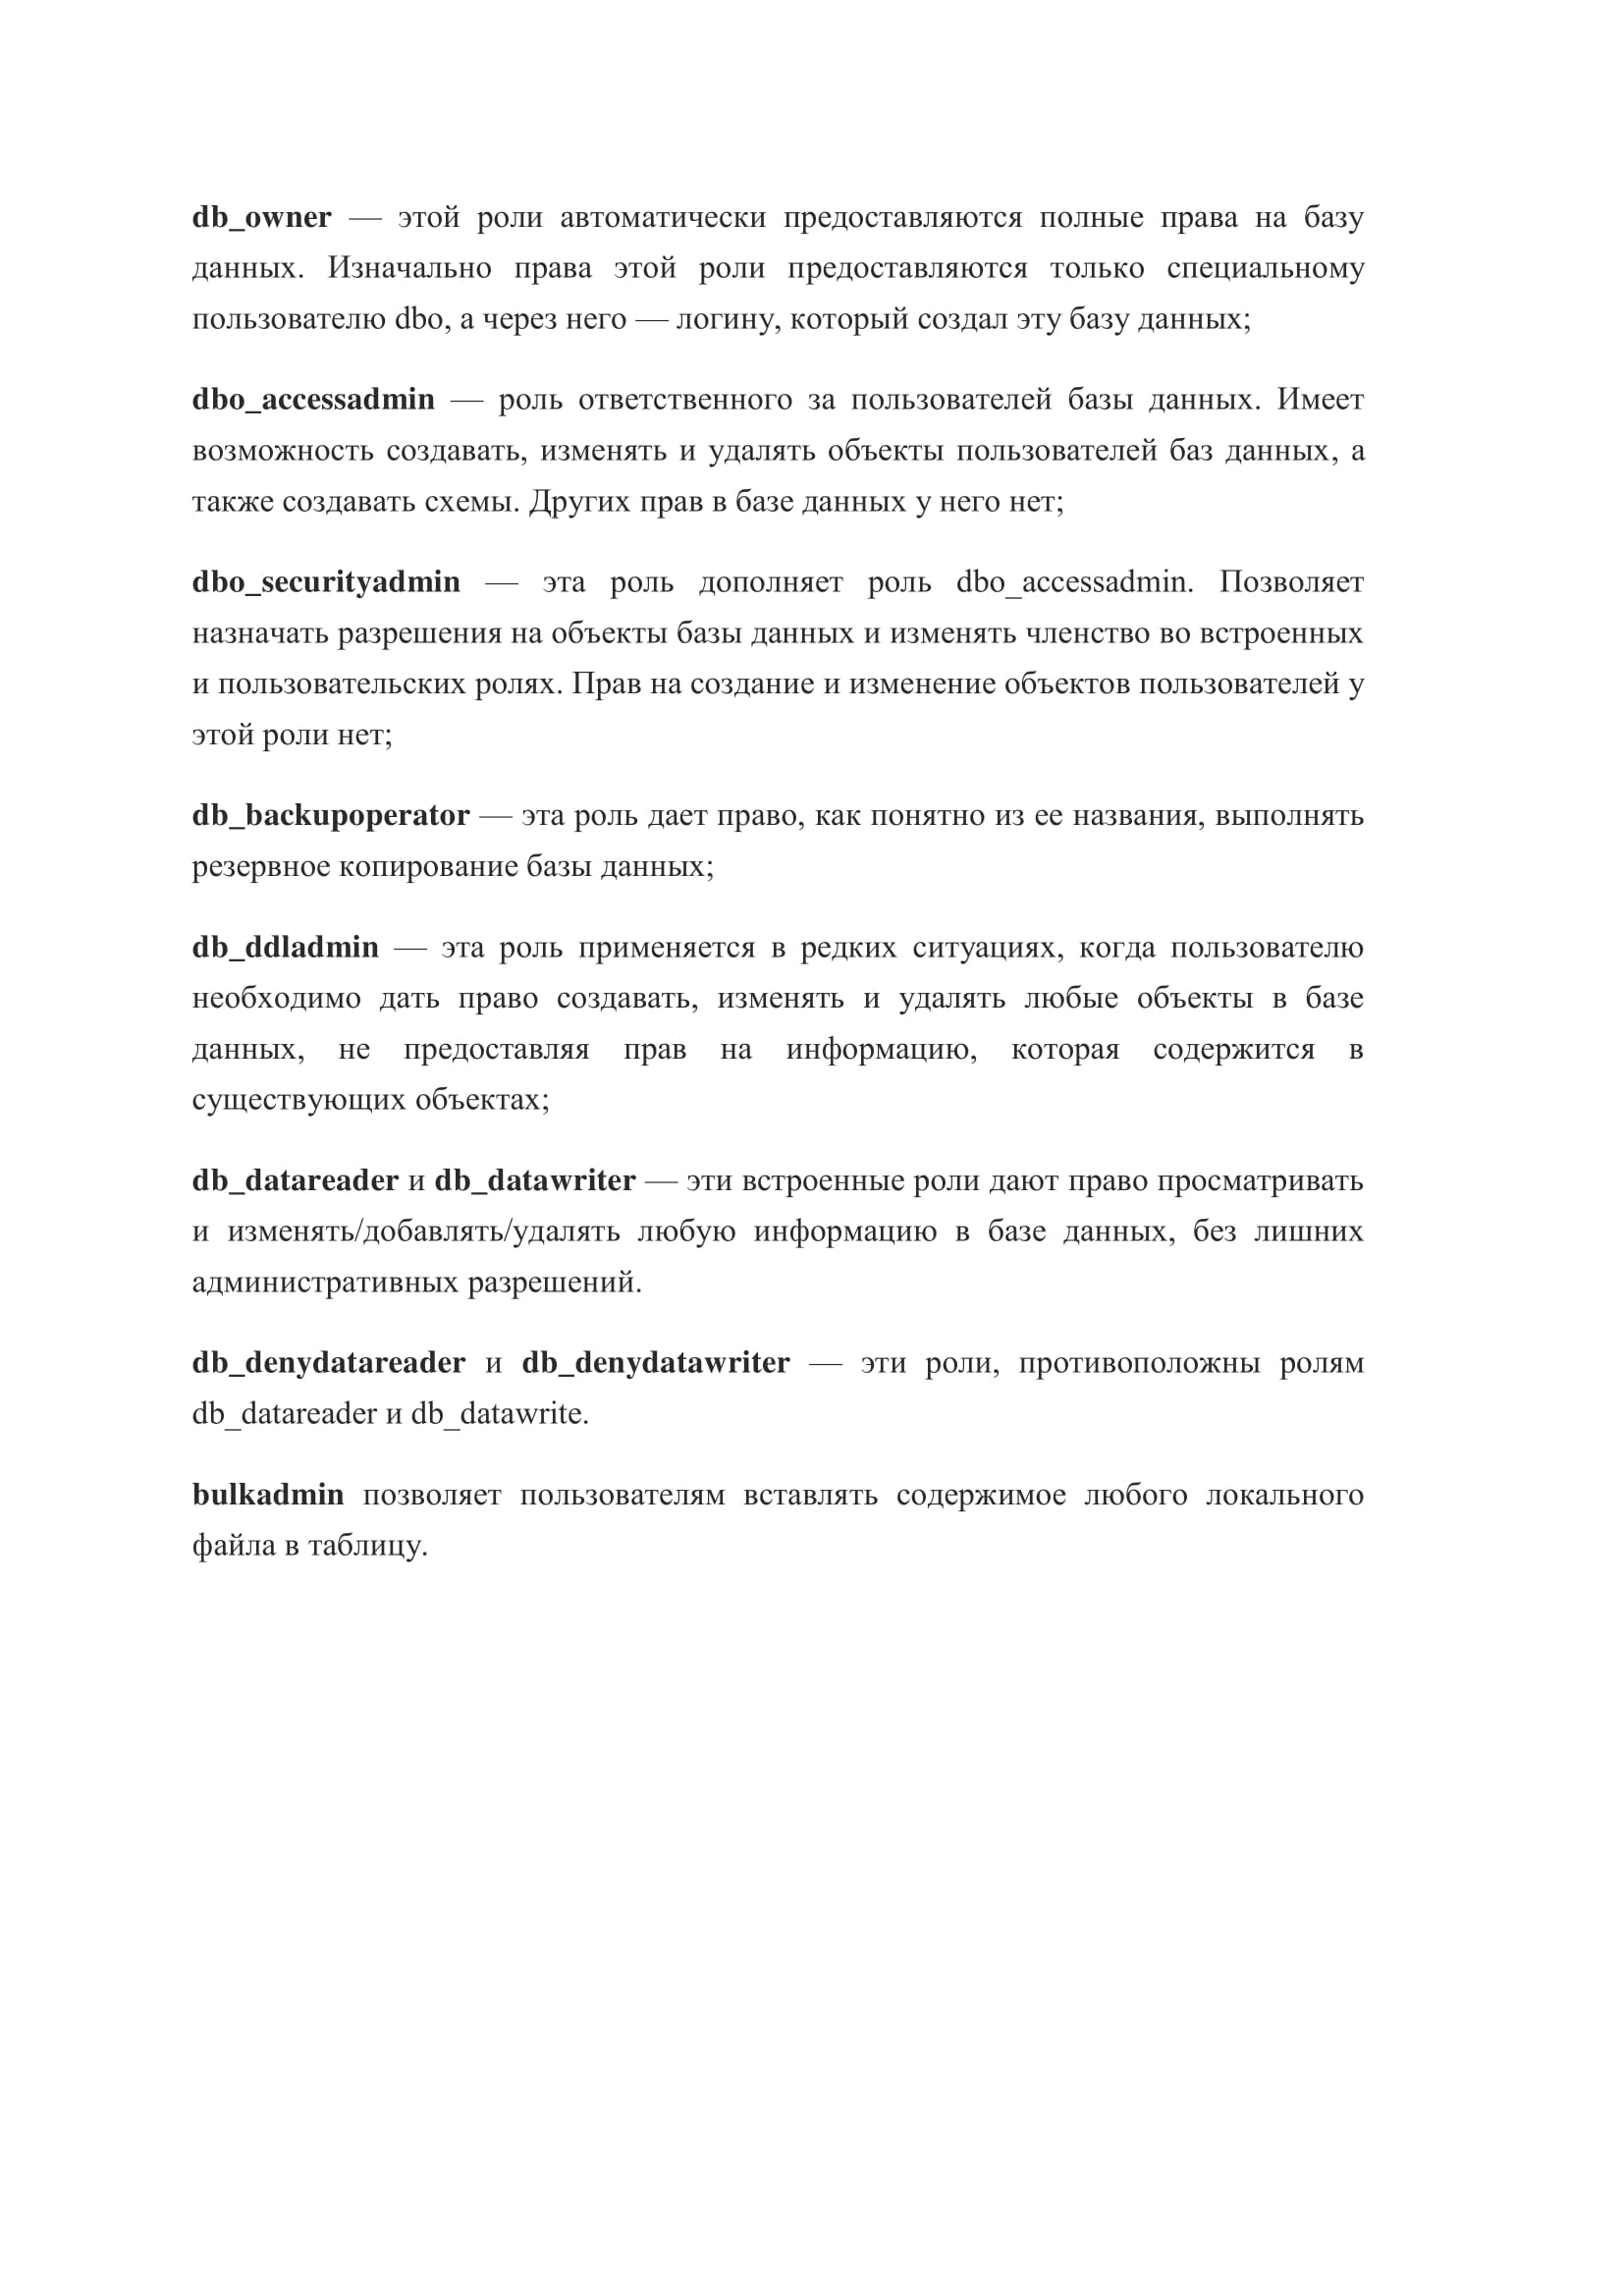 db_owner — этой роли автоматически предоставляются полные права на базу
данных. Изначально права этой роли предоставляются только специальному
пользователю dbo, а через него — логину, который создал эту базу данных;
dbo_accessadmin — роль ответственного за пользователей базы данных. Имеет
возможность создавать, изменять и удалять объекты пользователей баз данных, а
также создавать схемы. Других прав в базе данных у него нет;
dbo_securityadmin — эта роль дополняет роль dbo_accessadmin. Позволяет
назначать разрешения на объекты базы данных и изменять членство во встроенных
и пользовательских ролях. Прав на создание и изменение объектов пользователей у
этой роли нет;
db_backupoperator — эта роль дает право, как понятно из ее названия, выполнять
резервное копирование базы данных;
db_ddladmin — эта роль применяется в редких ситуациях, когда пользователю
необходимо дать право создавать, изменять и удалять любые объекты в базе
данных, не предоставляя прав на информацию, которая содержится в
существующих объектах;
db_datareader и db_datawriter — эти встроенные роли дают право просматривать
и изменять/добавлять/удалять любую информацию в базе данных, без лишних
административных разрешений.
db_denydatareader и db_denydatawriter — эти роли, противоположны ролям
db_datareader и db_datawrite.
bulkadmin позволяет пользователям вставлять содержимое любого локального
файла в таблицу.